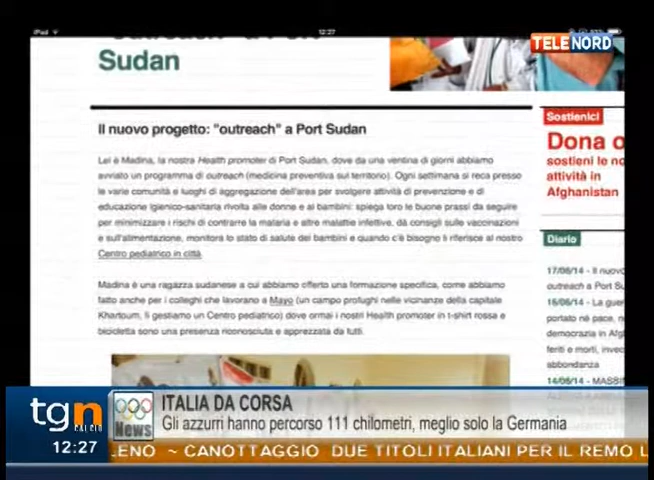 iPad
12:27
TELENORD
"outreach" a Port
Sudan
Il nuovo progetto: "outreach" a Port Sudan
Lei è Madina, la nostra Health promoter di Port Sudan, dove da una ventina di giorni abbiamo
avviato un programma di outreach (medicina preventiva sul territorio). Ogni settimana si reca presso
le varie comunità e luoghi di aggregazione dell'area per svolgere attività di prevenzione e di
educazione igienico-sanitaria rivolta alle donne e ai bambini: spiega loro le buone prassi da seguire
per minimizzare i rischi di contrarre la malaria e altre malattie infettive, dà consigli sulle vaccinazioni
e sull'alimentazione, monitora lo stato di salute dei bambini e quando c'è bisogno li riferisce al nostro
Centro pediatrico in città.
Madina è una ragazza sudanese a cui abbiamo offerto una formazione specifica, come abbiamo
fatto anche per i colleghi che lavorano a Mayo (un campo profughi nelle vicinanze della capitale
Khartoum, lì gestiamo un Centro pediatrico) dove ormai i nostri Health promoter in t-shirt rossa e
bicicletta sono una presenza riconosciuta e apprezzata da tutti.
Sostienici
Dona o
sostieni le no
attività in
Afghanistan
Diario
17/06/14 - Il nuovo
outreach a Port Su
16/06/14 - La guer
portato né pace, n
democrazia in Afg
feriti e morti, invec
abbondanza
14/06/14 - MASSI
tgn
CALCIO
12:27
News
ITALIA DA CORSA
Gli azzurri hanno percorso 111 chilometri, meglio solo la Germania
LENO ~ CANOTTAGGIO DUE TITOLI ITALIANI PER IL REMO L